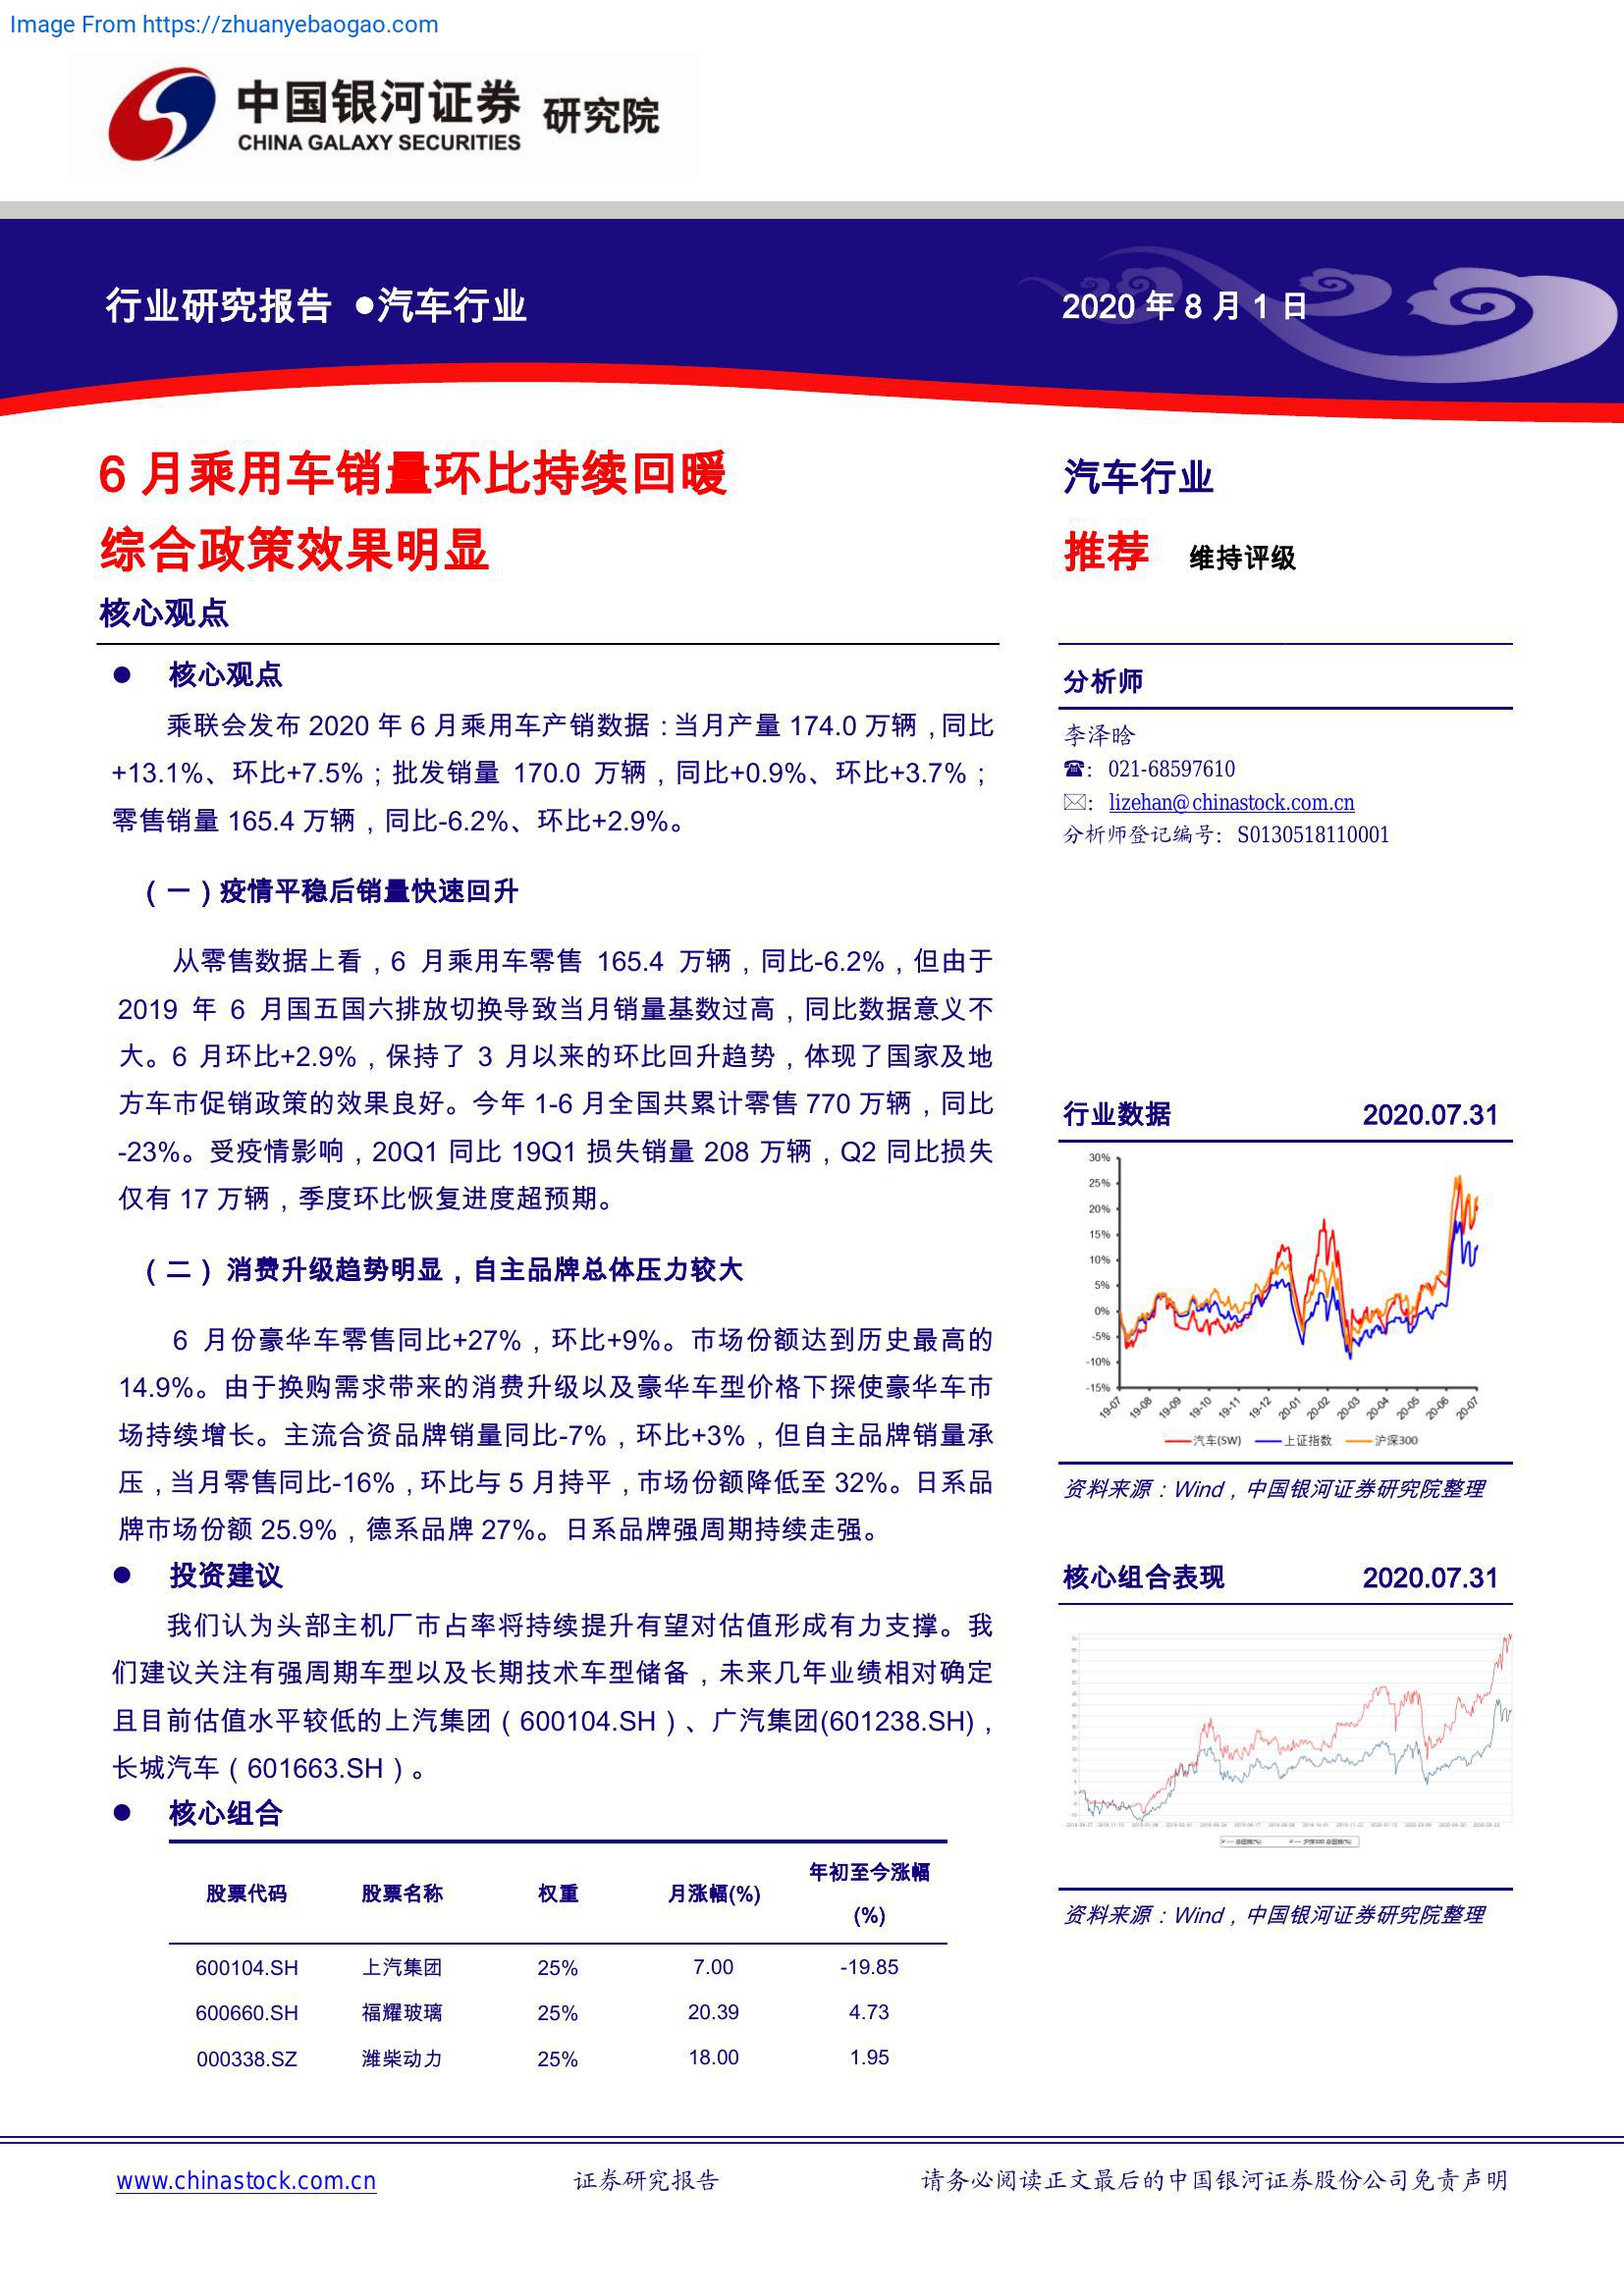 Image From https://zhuanyebaogao.com
中国银河证券 研究院
CHINA GALAXY SECURITIES
行业研究报告 ●汽车行业
2020 年 8 月 1 日
6 月乘用车销量环比持续回暖
综合政策效果明显
核心观点
● 核心观点
乘联会发布 2020 年 6 月乘用车产销数据：当月产量 174.0 万辆，同比
+13.1%、环比+7.5%；批发销量 170.0 万辆，同比+0.9%、环比+3.7%；
零售销量 165.4 万辆，同比-6.2%、环比+2.9%。
（一）疫情平稳后销量快速回升
从零售数据上看，6 月乘用车零售 165.4 万辆，同比-6.2%，但由于
2019 年 6 月国五国六排放切换导致当月销量基数过高，同比数据意义不
大。6 月环比+2.9%，保持了 3 月以来的环比回升趋势，体现了国家及地
方车市促销政策的效果良好。今年 1-6 月全国共累计零售 770 万辆，同比
-23%。受疫情影响，20Q1 同比 19Q1 损失销量 208 万辆，Q2 同比损失
仅有 17 万辆，季度环比恢复进度超预期。
（二）消费升级趋势明显，自主品牌总体压力较大
6 月份豪华车零售同比+27%，环比+9%。市场份额达到历史最高的
14.9%。由于换购需求带来的消费升级以及豪华车型价格下探使豪华车市
场持续增长。主流合资品牌销量同比-7%，环比+3%，但自主品牌销量承
压，当月零售同比-16%，环比与 5 月持平，市场份额降低至 32%。日系品
牌市场份额 25.9%，德系品牌 27%。日系品牌强周期持续走强。
● 投资建议
我们认为头部主机厂市占率将持续提升有望对估值形成有力支撑。我
们建议关注有强周期车型以及长期技术车型储备，未来几年业绩相对确定
且目前估值水平较低的上汽集团（600104.SH）、广汽集团(601238.SH)，
长城汽车（601663.SH）。
● 核心组合
股票代码 股票名称 权重 月涨幅(%) 年初至今涨幅
(%)
600104.SH 上汽集团 25% 7.00 -19.85
600660.SH 福耀玻璃 25% 20.39 4.73
000338.SZ 潍柴动力 25% 18.00 1.95
汽车行业
推荐 维持评级
分析师
李泽晗
☎：021-68597610
✉：lizehan@chinastock.com.cn
分析师登记编号：S0130518110001
行业数据 2020.07.31
30%
25%
20%
15%
10%
5%
0%
-5%
-10%
-15%
19-07 19-08 19-09 19-10 19-11 19-12 20-01 20-02 20-03 20-04 20-05 20-06 20-07
汽车(SW) 上证指数 沪深300
资料来源：Wind，中国银河证券研究院整理
核心组合表现 2020.07.31
资料来源：Wind，中国银河证券研究院整理
www.chinastock.com.cn 证券研究报告 请务必阅读正文最后的中国银河证券股份公司免责声明